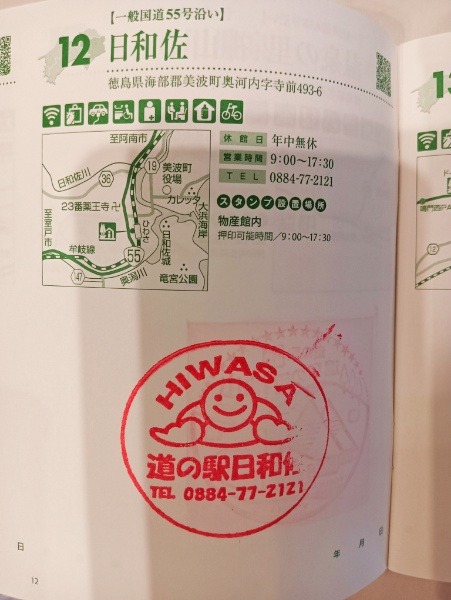 【一般国道55号沿い】
12 日和佐
徳島県海部郡美波町奥河内字寺前493-6
至阿南市
日和佐川
36
19
美波町
役場
カレッタ
23番薬王寺卍
ひわさ
大浜海岸
至室戸市
牟岐線
日和佐城
55
147
奥潟川
竜宮公園
休館日 年中無休
営業時間 9:00〜17:30
TEL 0884-77-2121
スタンプ設置場所
物産館内
押印可能時間/9:00〜17:30
HIWASA
道の駅日和佐
TEL 0884-77-2121
日
年 月 日
12